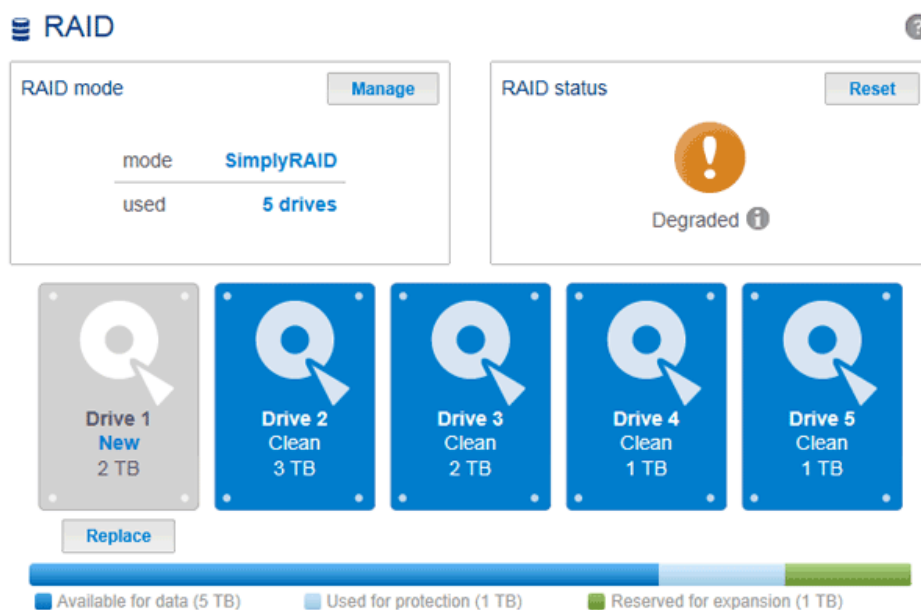 RAID
?
RAID mode
Manage
mode SimplyRAID
used 5 drives
RAID status
Reset
!
Degraded i
Drive 1
New
2 TB
Replace
Drive 2
Clean
3 TB
Drive 3
Clean
2 TB
Drive 4
Clean
1 TB
Drive 5
Clean
1 TB
Available for data (5 TB) Used for protection (1 TB) Reserved for expansion (1 TB)